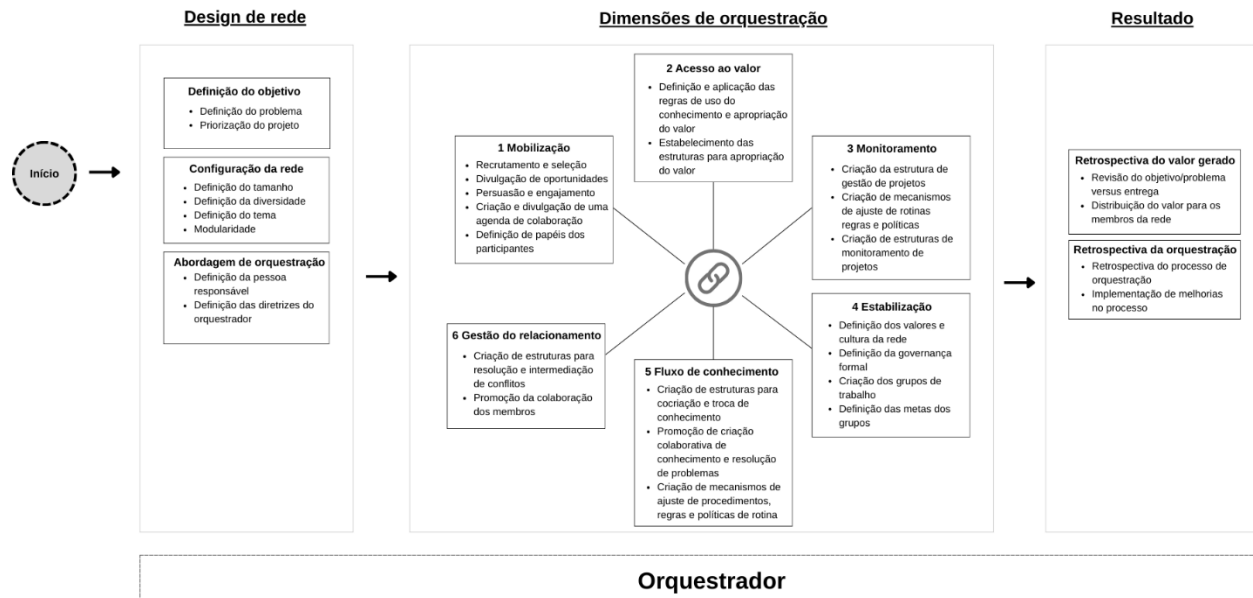 Design de rede
Dimensões de orquestração
Resultado
Início
Definição do objetivo
• Definição do problema
• Priorização do projeto
Configuração da rede
• Definição do tamanho
• Definição da diversidade
• Definição do tema
• Modularidade
Abordagem de orquestração
• Definição da pessoa
responsável
• Definição das diretrizes do
orquestrador
1 Mobilização
• Recrutamento e seleção
• Divulgação de oportunidades
• Persuasão e engajamento
• Criação e divulgação de uma
agenda de colaboração
• Definição de papéis dos
participantes
2 Acesso ao valor
• Definição e aplicação das
regras de uso do
conhecimento e apropriação
do valor
• Estabelecimento das
estruturas para apropriação
do valor
3 Monitoramento
• Criação da estrutura de
gestão de projetos
• Criação de mecanismos
de ajuste de rotinas
regras e políticas
• Criação de estruturas de
monitoramento de
projetos
4 Estabilização
• Definição dos valores e
cultura da rede
• Definição da governança
formal
• Criação dos grupos de
trabalho
• Definição das metas dos
grupos
5 Fluxo de conhecimento
• Criação de estruturas para
cocriação e troca de
conhecimento
• Promoção de criação
colaborativa de
conhecimento e resolução
de problemas
• Criação de mecanismos de
ajuste de procedimentos,
regras e políticas de rotina
6 Gestão do relacionamento
• Criação de estruturas para
resolução e intermediação
de conflitos
• Promoção da colaboração
dos membros
Retrospectiva do valor gerado
• Revisão do objetivo/problema
versus entrega
• Distribuição do valor para os
membros da rede
Retrospectiva da orquestração
• Retrospectiva do processo de
orquestração
• Implementação de melhorias
no processo
Orquestrador